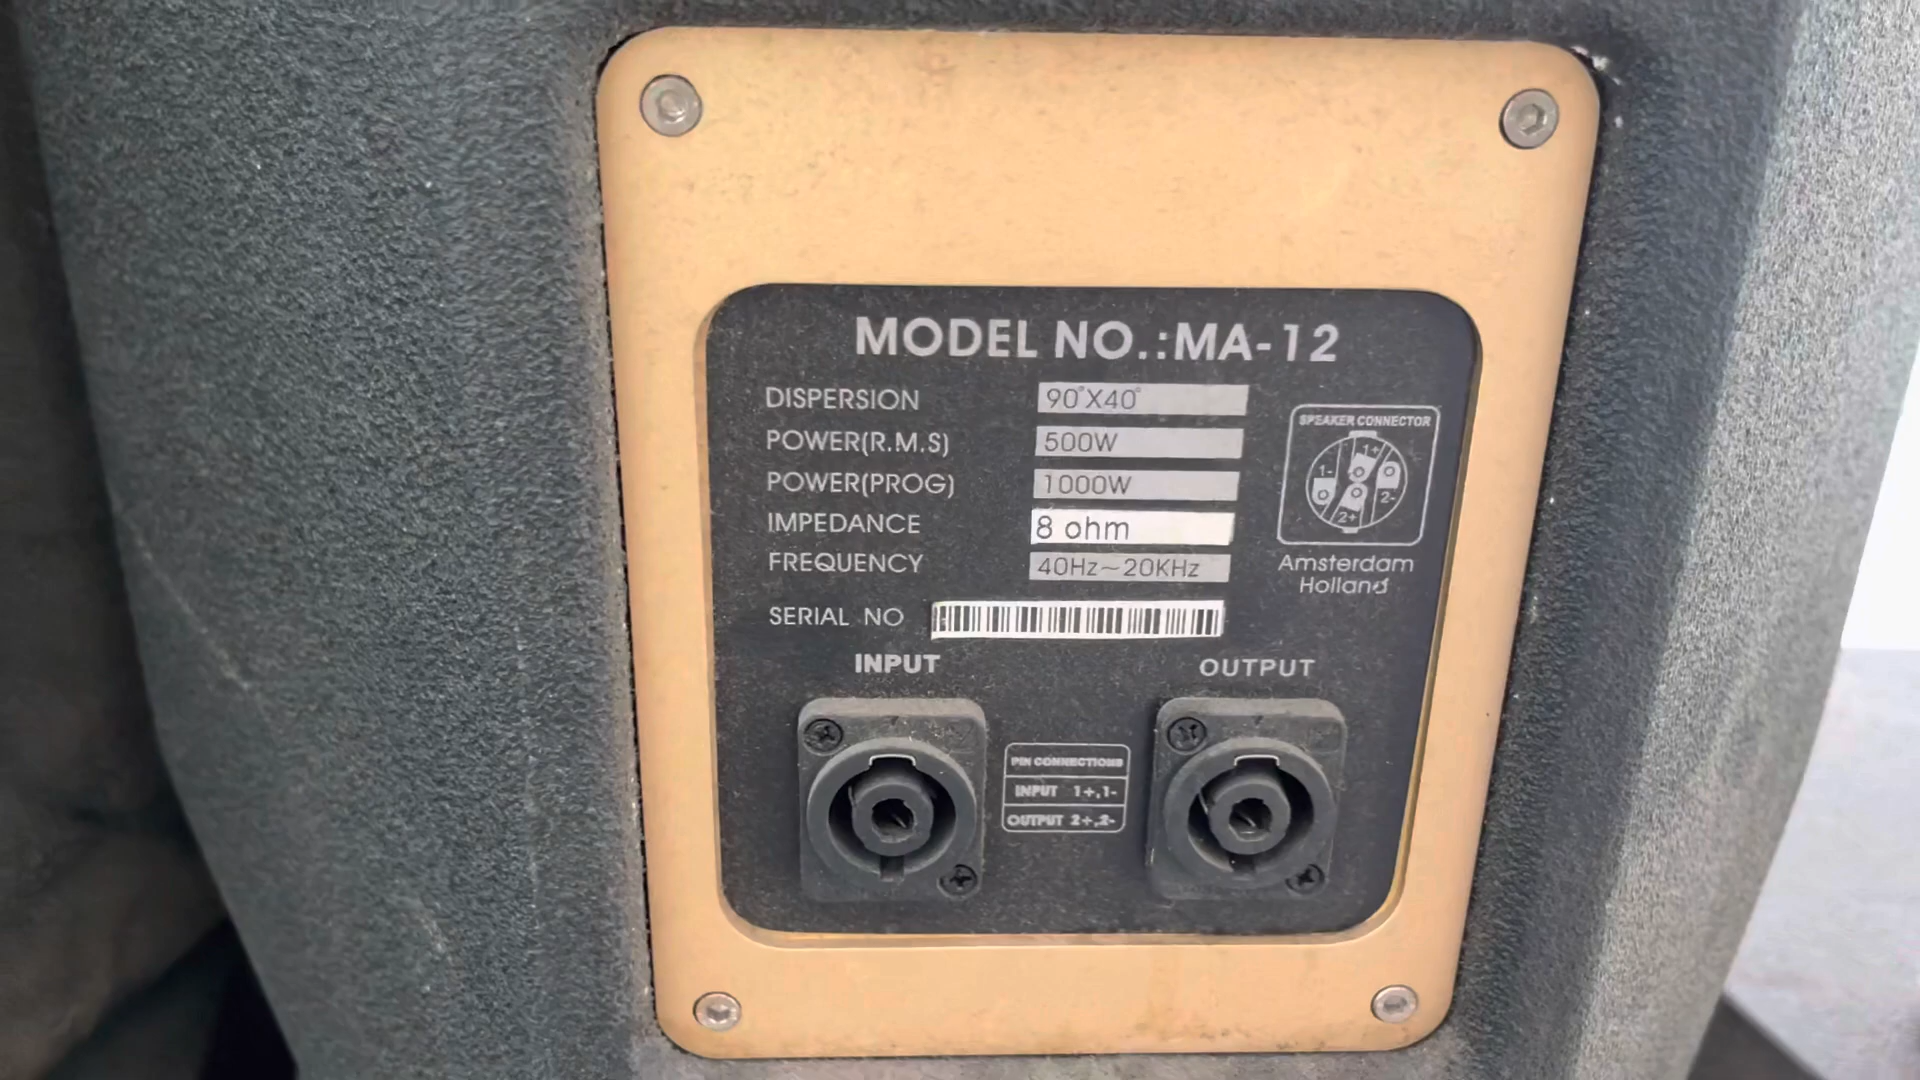 MODEL NO.:MA-12
DISPERSION 90°X40°
POWER(R.M.S) 500W
POWER(PROG) 1000W
IMPEDANCE 8 ohm
FREQUENCY 40Hz~20KHz
SERIAL NO
SPEAKER CONNECTOR
1+
1-
2-
2+
Amsterdam
Holland
INPUT
OUTPUT
PIN CONNECTIONS
INPUT 1+,1-
OUTPUT 2+,2-